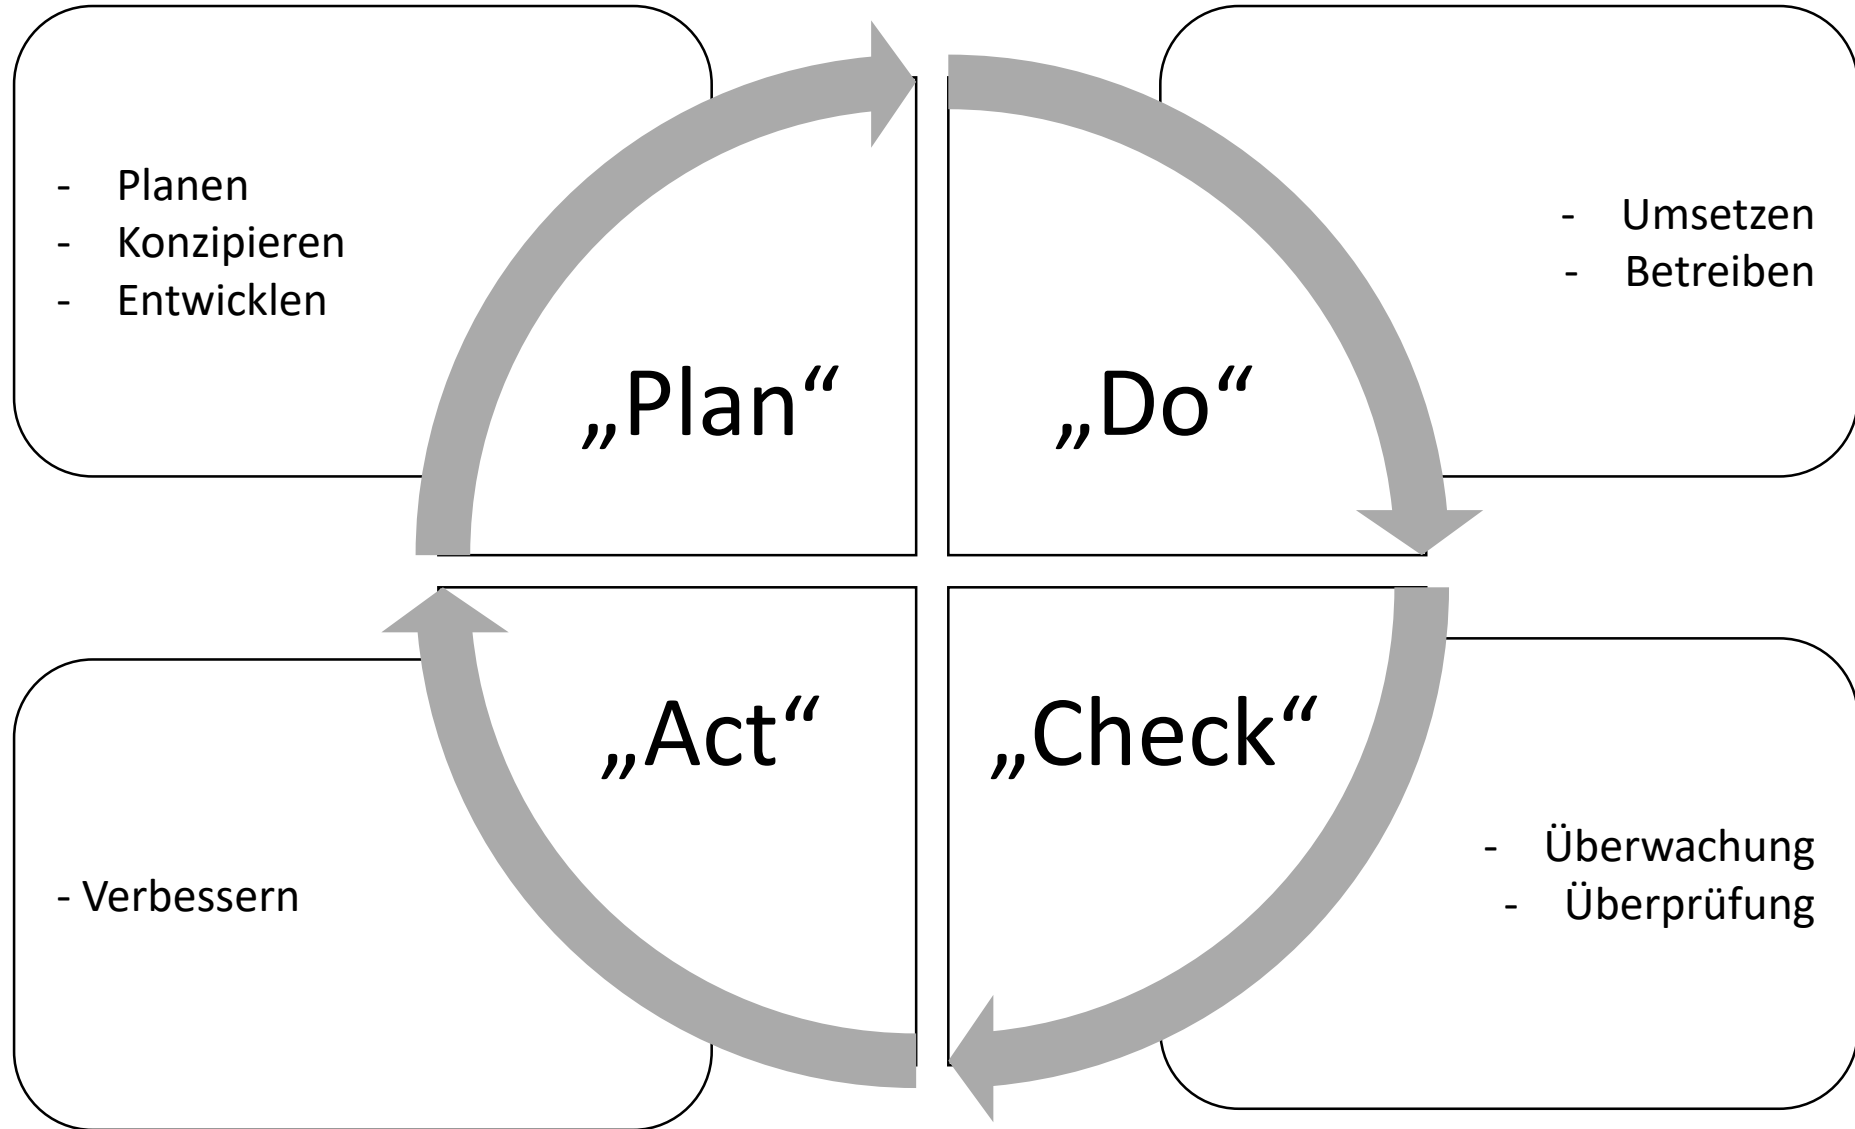 - Planen
- Konzipieren
- Entwicklen
„Plan“
„Do“
- Umsetzen
- Betreiben
- Verbessern
„Act“
„Check“
- Überwachung
- Überprüfung